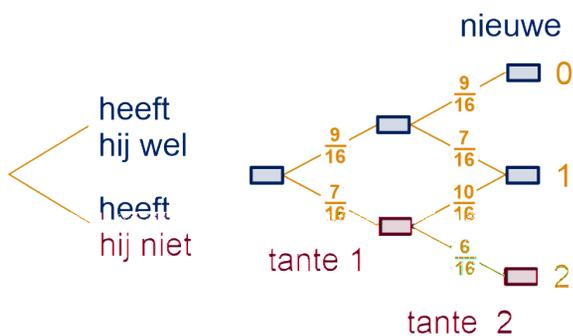 nieuwe
0
9
16
heeft
hij wel
9
16
7
16
1
heeft
hij niet
7
16
10
16
tante 1
6
16
2
tante 2